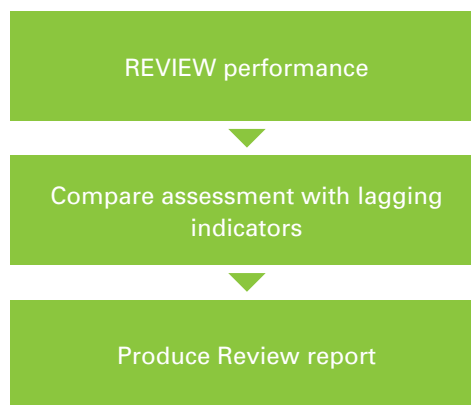 REVIEW performance
Compare assessment with lagging
indicators
Produce Review report